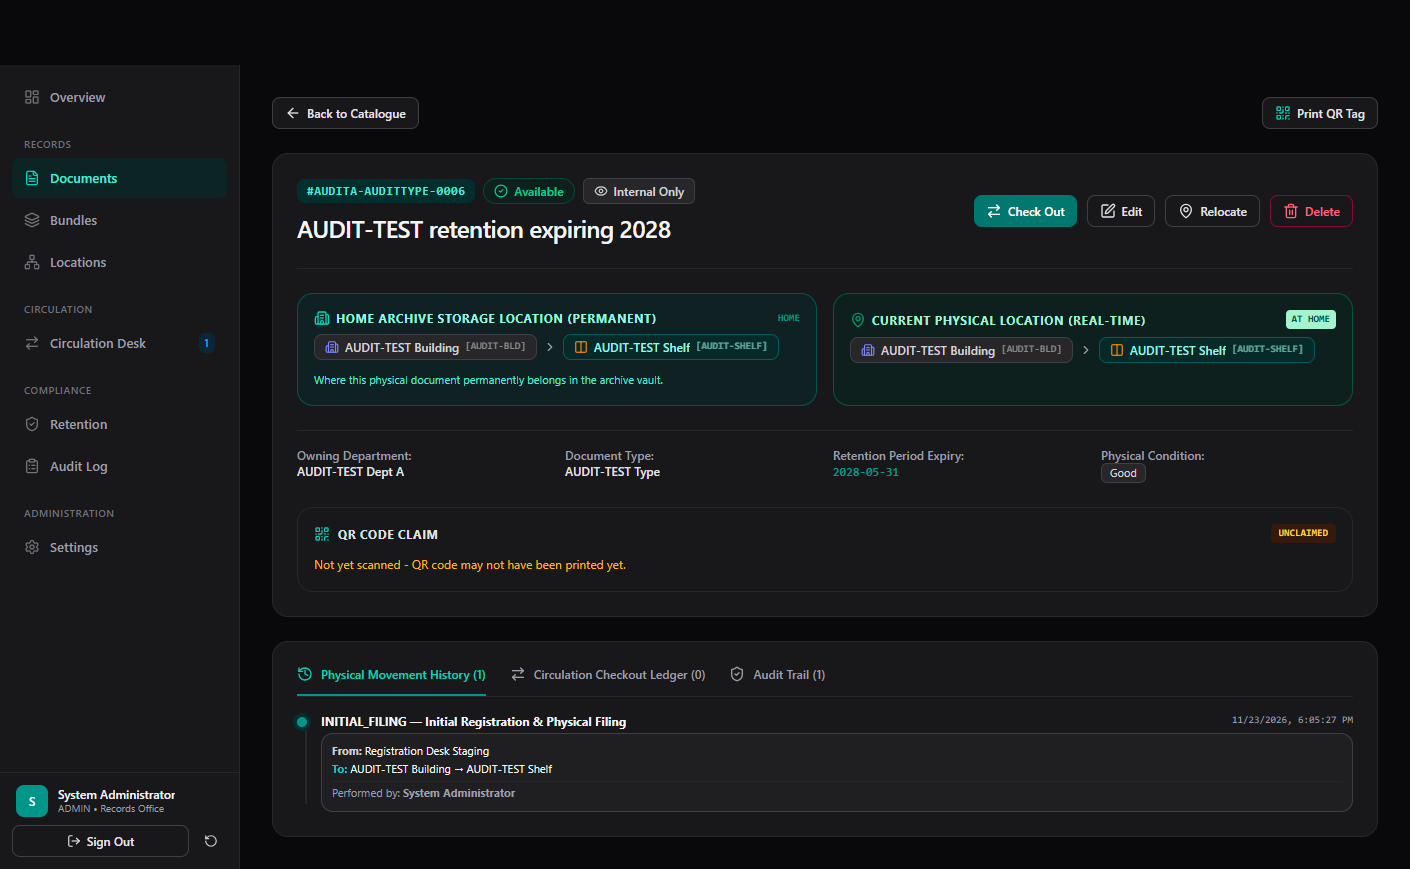 Overview
RECORDS
Documents
Bundles
Locations
CIRCULATION
Circulation Desk 1
COMPLIANCE
Retention
Audit Log
ADMINISTRATION
Settings
S
System Administrator
ADMIN • Records Office
Sign Out
Back to Catalogue
Print QR Tag
#AUDITA-AUDITTYPE-0006 Available Internal Only
AUDIT-TEST retention expiring 2028
Check Out Edit Relocate Delete
HOME ARCHIVE STORAGE LOCATION (PERMANENT) HOME
AUDIT-TEST Building [AUDIT-BLD] > AUDIT-TEST Shelf [AUDIT-SHELF]
Where this physical document permanently belongs in the archive vault.
CURRENT PHYSICAL LOCATION (REAL-TIME) AT HOME
AUDIT-TEST Building [AUDIT-BLD] > AUDIT-TEST Shelf [AUDIT-SHELF]
Owning Department:
AUDIT-TEST Dept A
Document Type:
AUDIT-TEST Type
Retention Period Expiry:
2028-05-31
Physical Condition:
Good
QR CODE CLAIM UNCLAIMED
Not yet scanned - QR code may not have been printed yet.
Physical Movement History (1) Circulation Checkout Ledger (0) Audit Trail (1)
INITIAL_FILING — Initial Registration & Physical Filing 11/23/2026, 6:05:27 PM
From: Registration Desk Staging
To: AUDIT-TEST Building → AUDIT-TEST Shelf
Performed by: System Administrator